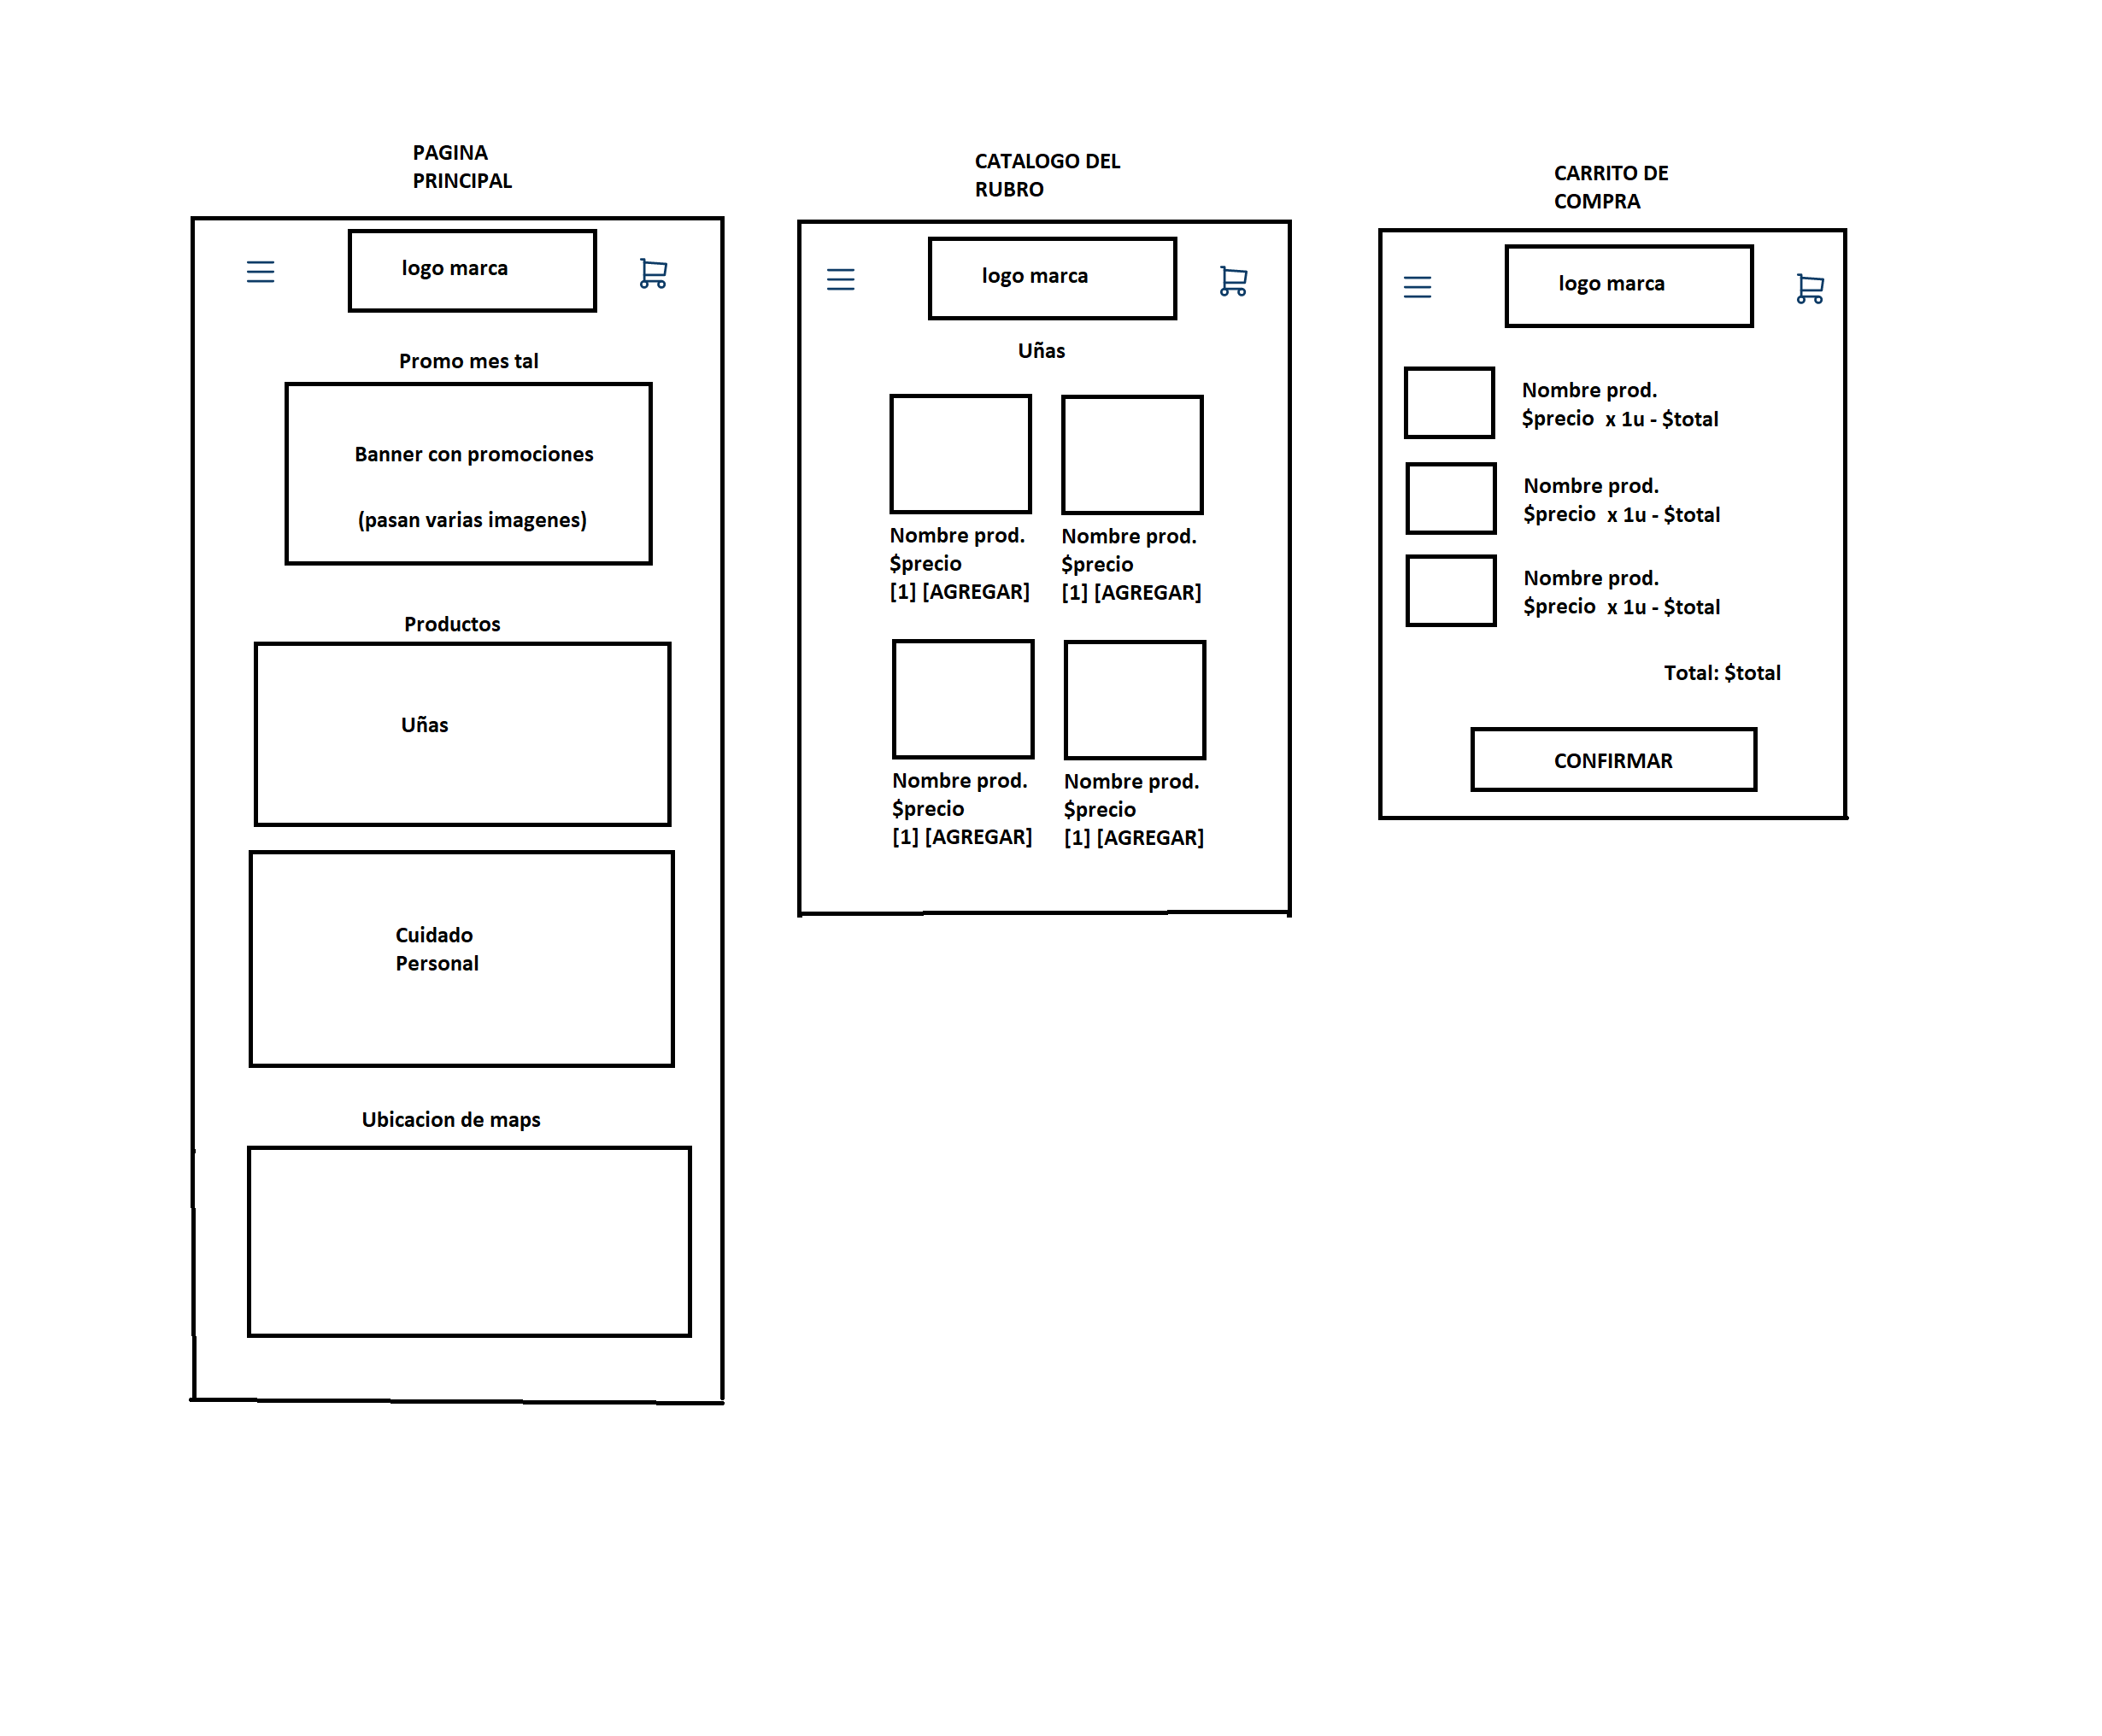 PAGINA
PRINCIPAL
logo marca
Promo mes tal
Banner con promociones
(pasan varias imagenes)
Productos
Uñas
Cuidado
Personal
Ubicacion de maps
CATALOGO DEL
RUBRO
logo marca
Uñas
Nombre prod.
$precio
[1] [AGREGAR]
Nombre prod.
$precio
[1] [AGREGAR]
Nombre prod.
$precio
[1] [AGREGAR]
Nombre prod.
$precio
[1] [AGREGAR]
CARRITO DE
COMPRA
logo marca
Nombre prod.
$precio x 1u - $total
Nombre prod.
$precio x 1u - $total
Nombre prod.
$precio x 1u - $total
Total: $total
CONFIRMAR